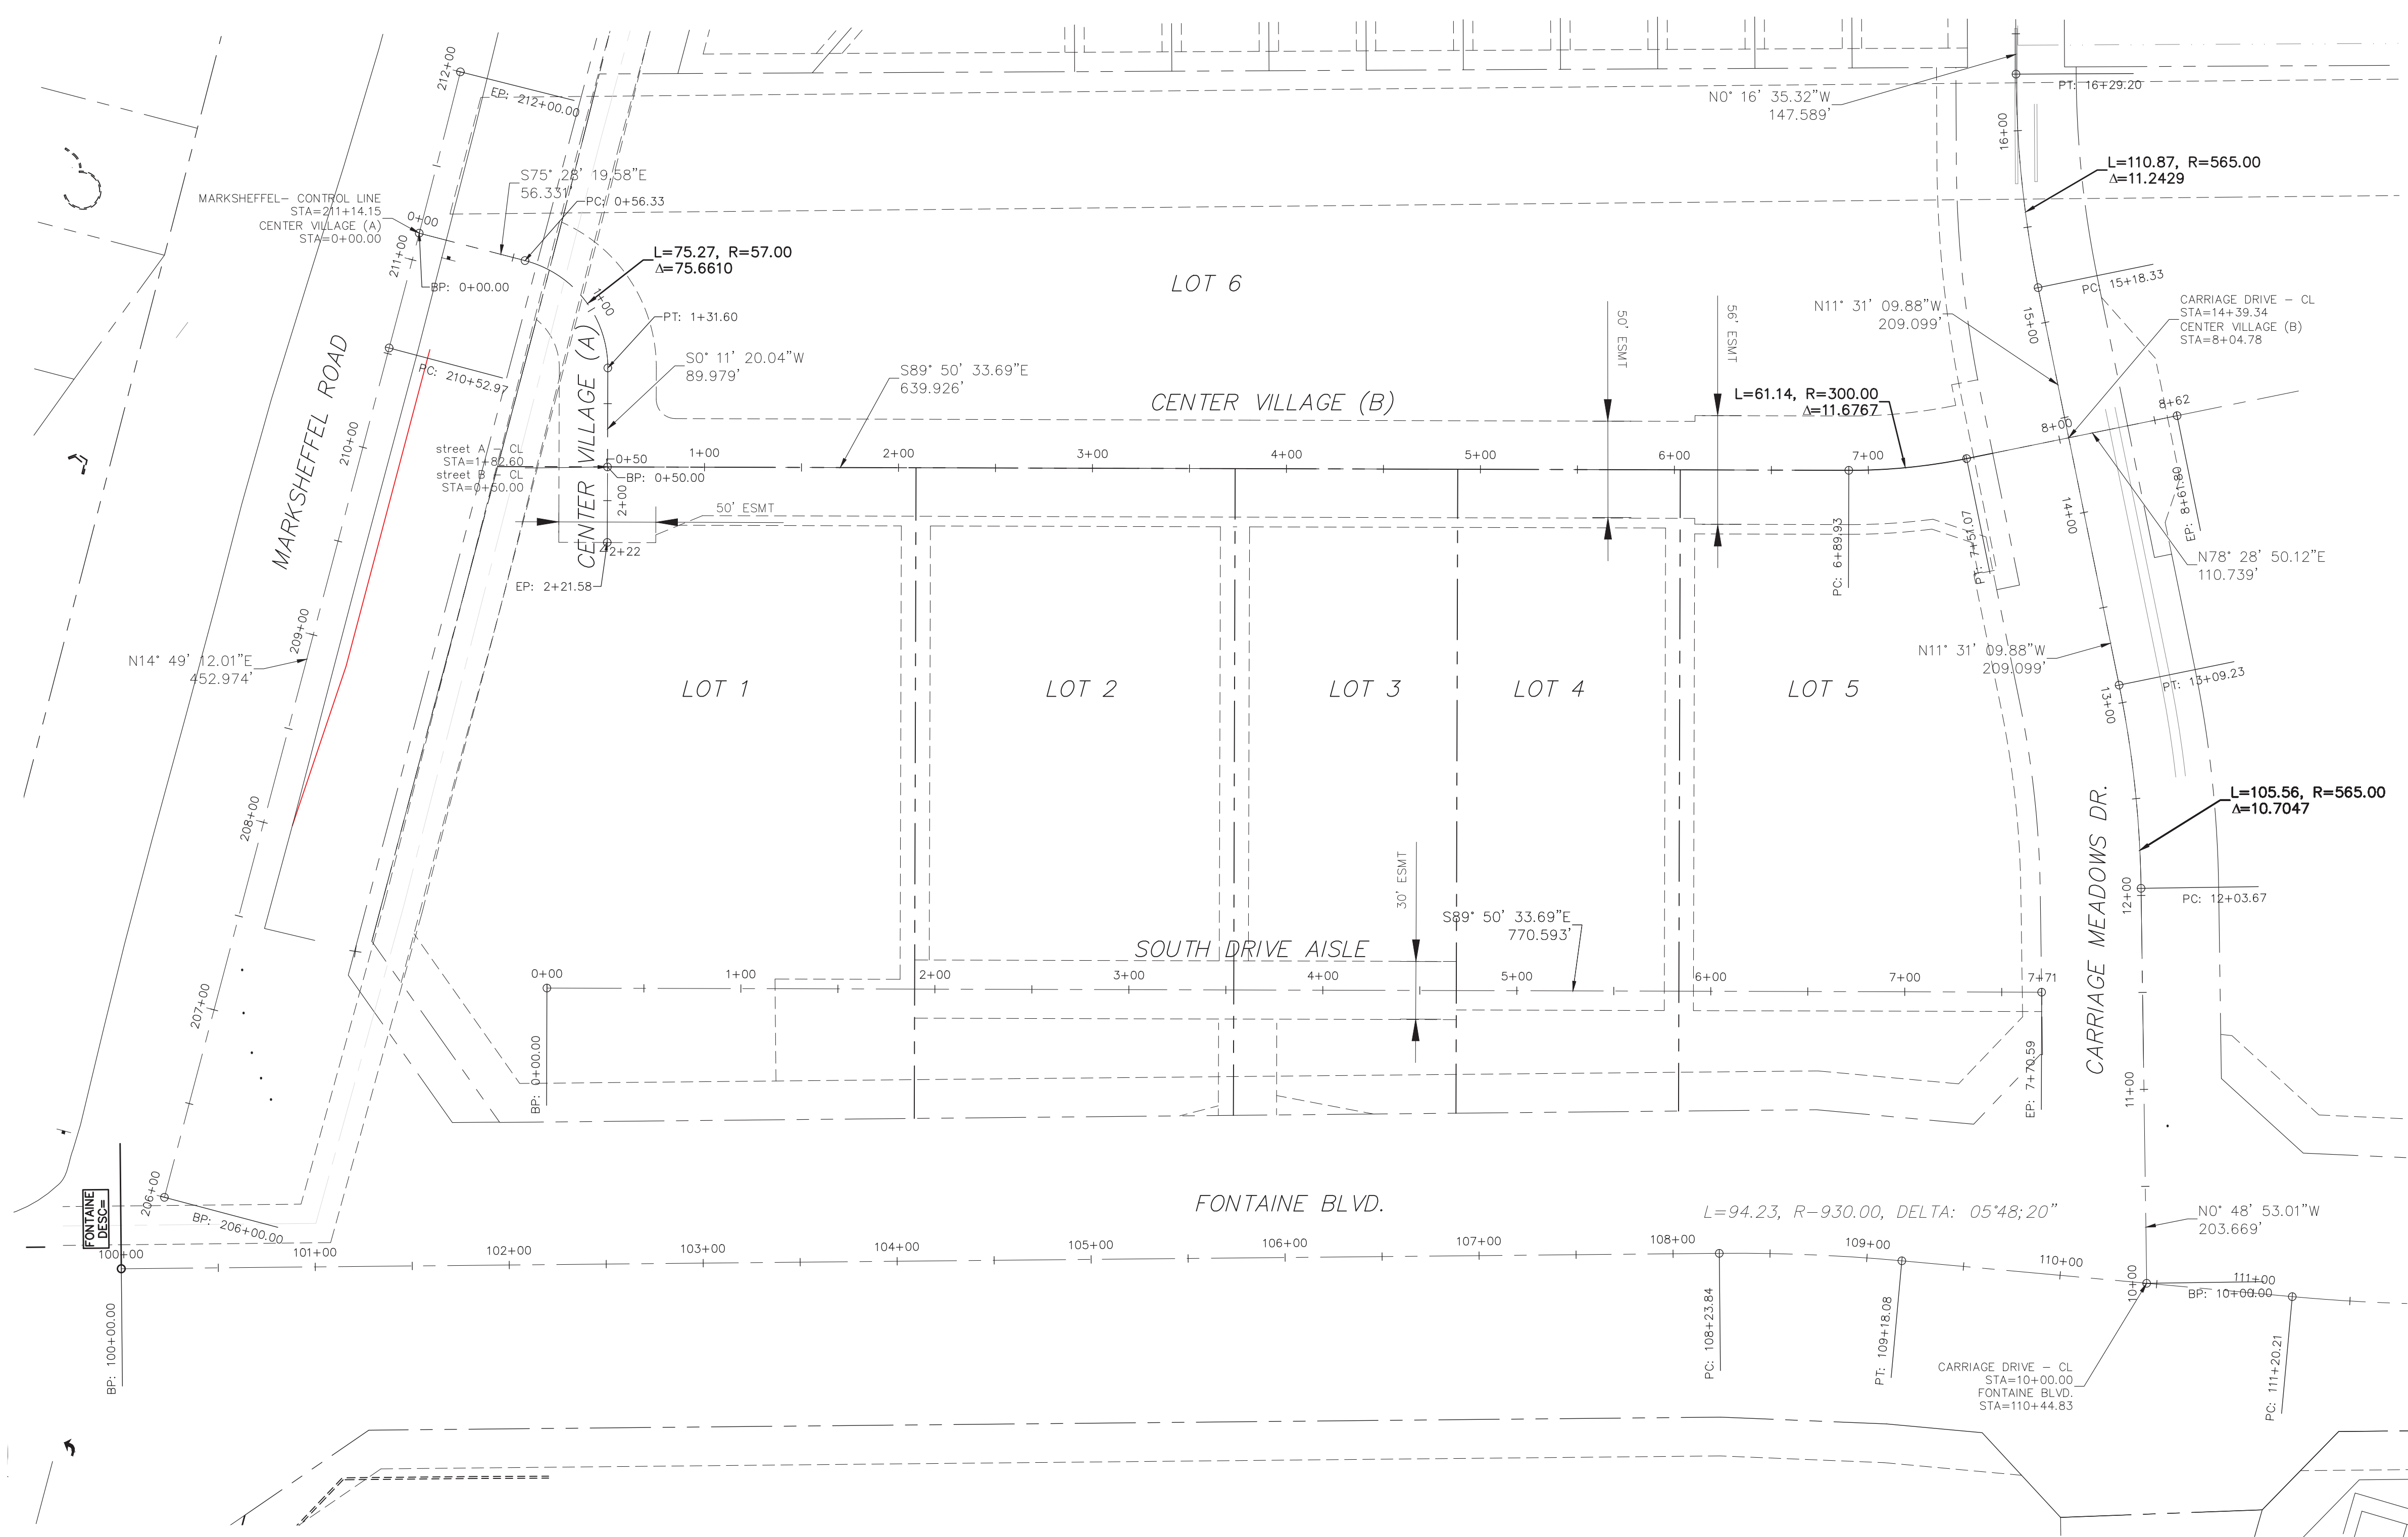 212+00
EP: 212+00.00
N0° 16' 35.32"W
147.589'
PT: 16+29.20
16+00
L=110.87, R=565.00
Δ=11.2429
S75° 28' 19.58"E
56.331'
MARKSHEFFEL- CONTROL LINE
STA=211+14.15
CENTER VILLAGE (A)
STA=0+00.00
0+00
PC: 0+56.33
211+00
L=75.27, R=57.00
Δ=75.6610
BP: 0+00.00
1+00
LOT 6
PC: 15+18.33
PT: 1+31.60
N11° 31' 09.88"W
209.099'
15+00
CARRIAGE DRIVE - CL
STA=14+39.34
CENTER VILLAGE (B)
STA=8+04.78
50' ESMT
56' ESMT
MARKSHEFFEL ROAD
PC: 210+52.97
CENTER VILLAGE (A)
S0° 11' 20.04"W
89.979'
S89° 50' 33.69"E
639.926'
CENTER VILLAGE (B)
L=61.14, R=300.00
Δ=11.6767
8+62
8+00
210+00
street A - CL
STA=1+82.60
street B - CL
STA=0+50.00
0+50
1+00
2+00
3+00
4+00
5+00
6+00
7+00
BP: 0+50.00
2+00
50' ESMT
2+22
EP: 2+21.58
PC: 6+89.93
PT: 7+51.07
14+00
EP: 8+61.80
N78° 28' 50.12"E
110.739'
209+00
N14° 49' 12.01"E
452.974'
N11° 31' 09.88"W
209.099'
PT: 13+09.23
13+00
LOT 1
LOT 2
LOT 3
LOT 4
LOT 5
208+00
L=105.56, R=565.00
Δ=10.7047
CARRIAGE MEADOWS DR.
30' ESMT
12+00
PC: 12+03.67
S89° 50' 33.69"E
770.593'
SOUTH DRIVE AISLE
0+00
1+00
2+00
3+00
4+00
5+00
6+00
7+00
7+71
207+00
BP: 0+00.00
EP: 7+70.59
11+00
206+00
BP: 206+00.00
FONTAINE
DESC=
FONTAINE BLVD.
L=94.23, R-930.00, DELTA: 05°48;20"
N0° 48' 53.01"W
203.669'
100+00
101+00
102+00
103+00
104+00
105+00
106+00
107+00
108+00
109+00
110+00
10+00
111+00
BP: 10+00.00
BP: 100+00.00
PC: 108+23.84
PT: 109+18.08
CARRIAGE DRIVE - CL
STA=10+00.00
FONTAINE BLVD.
STA=110+44.83
PC: 111+20.21